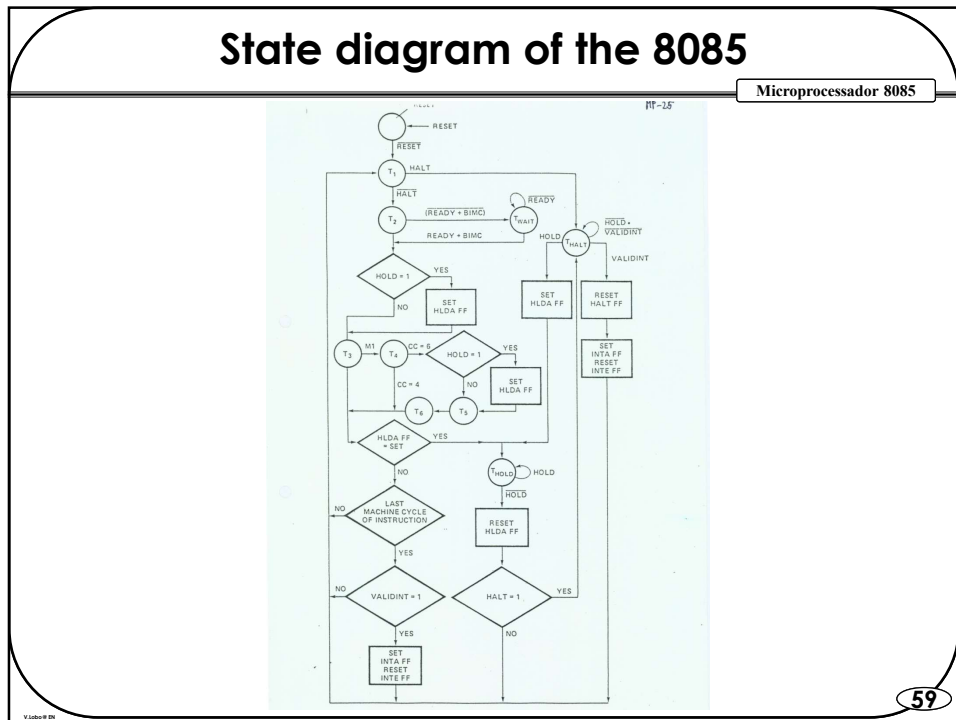 State diagram of the 8085
Microprocessador 8085
MP-25
RESET
RESET
T1
HALT
HALT
T2
(READY + BIMC)
TWAIT
READY
READY + BIMC
HOLD •
VALIDINT
HOLD
THALT
VALIDINT
HOLD = 1
YES
NO
SET
HLDA FF
SET
HLDA FF
RESET
HALT FF
SET
INTA FF
RESET
INTE FF
T3
M1
T4
CC = 6
HOLD = 1
YES
SET
HLDA FF
NO
CC = 4
T6
T5
HLDA FF
= SET
YES
NO
THOLD
HOLD
HOLD
NO
LAST
MACHINE CYCLE
OF INSTRUCTION
RESET
HLDA FF
YES
NO
VALIDINT = 1
HALT = 1
YES
YES
NO
SET
INTA FF
RESET
INTE FF
59
V.Lobo @ EN